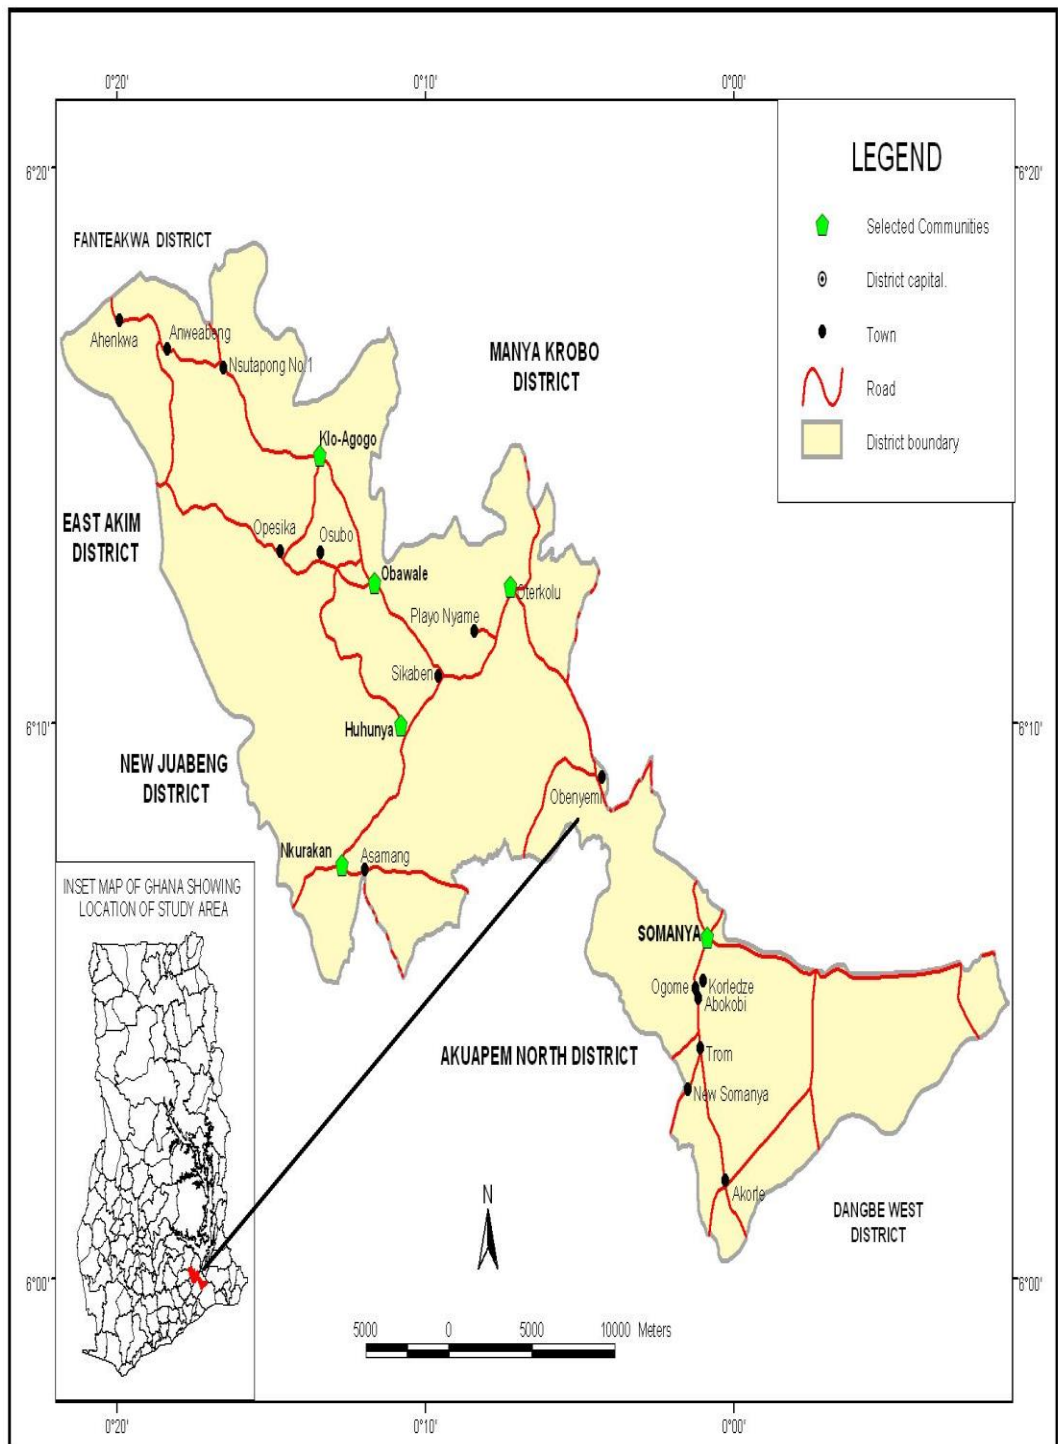 0°20'
0°10'
0°00'
6°20'
6°20'
LEGEND
Selected Communities
District capital.
Town
Road
District boundary
FANTEAKWA DISTRICT
Ahenkwa
Anweabeng
Nsutapong No.1
MANYA KROBO
DISTRICT
Klo-Agogo
EAST AKIM
DISTRICT
Opesika
Osubo
Obawale
Oterkolu
Playo Nyame
Sikaben
Huhunya
6°10'
6°10'
NEW JUABENG
DISTRICT
Obenyemi
Nkurakan
Asamang
INSET MAP OF GHANA SHOWING
LOCATION OF STUDY AREA
SOMANYA
Ogome
Korledze
Abokobi
Trom
AKUAPEM NORTH DISTRICT
New Somanya
Akorle
DANGBE WEST
DISTRICT
N
6°00'
6°00'
5000 0 5000 10000 Meters
0°20'
0°10'
0°00'